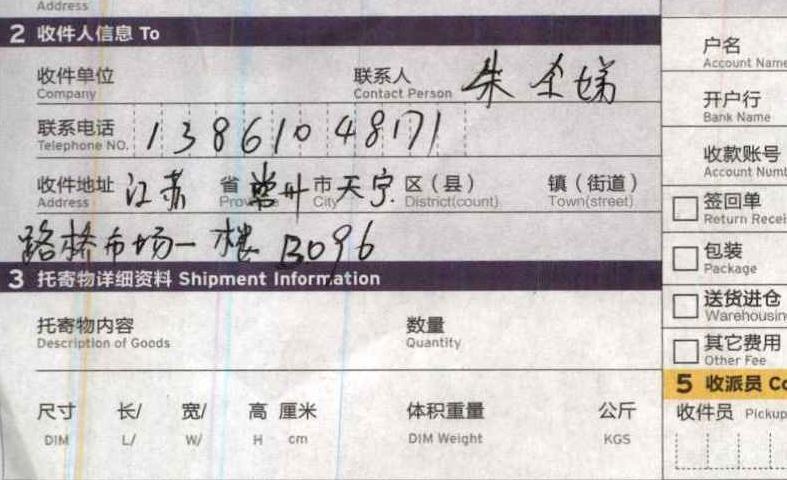 Address
2 收件人信息 To
收件单位 联系人 朱金娣
Company Contact Person
联系电话 13861048171
Telephone NO.
收件地址 江苏 省 常州 市 天宁 区（县） 镇（街道）
Address Province City District(count) Town(street)
路桥市场一楼 B096
3 托寄物详细资料 Shipment Information
托寄物内容 数量
Description of Goods Quantity
尺寸 长/ 宽/ 高 厘米 体积重量 公斤
DIM L/ W/ H cm DIM Weight KGS
户名
Account Name
开户行
Bank Name
收款账号
Account Numb
签回单
Return Recei
包装
Package
送货进仓
Warehousin
其它费用
Other Fee
5 收派员 Co
收件员 Pickup